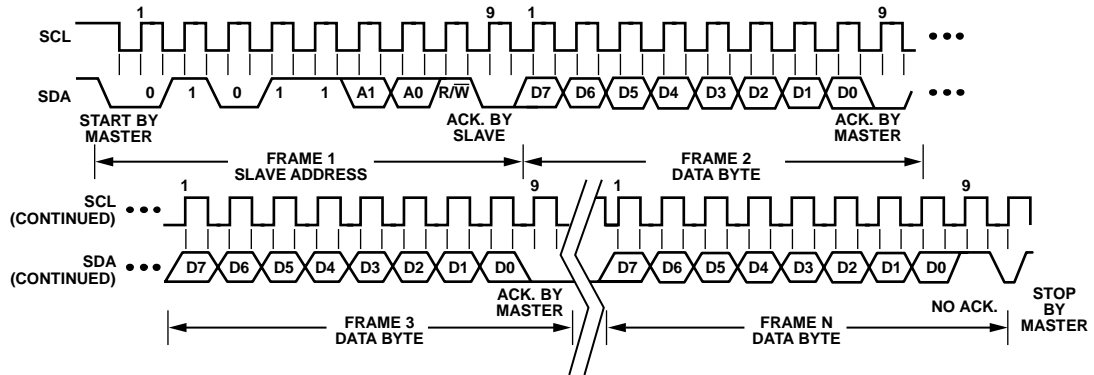 1 9 1 9
SCL
SDA 0 1 0 1 1 A1 A0 R/W̅ D7 D6 D5 D4 D3 D2 D1 D0
START BY
MASTER
ACK. BY
SLAVE
ACK. BY
MASTER
FRAME 1
SLAVE ADDRESS
FRAME 2
DATA BYTE
1 9 1 9
SCL
(CONTINUED)
SDA
(CONTINUED)
D7 D6 D5 D4 D3 D2 D1 D0 D7 D6 D5 D4 D3 D2 D1 D0
ACK. BY
MASTER
NO ACK.
STOP
BY
MASTER
FRAME 3
DATA BYTE
FRAME N
DATA BYTE